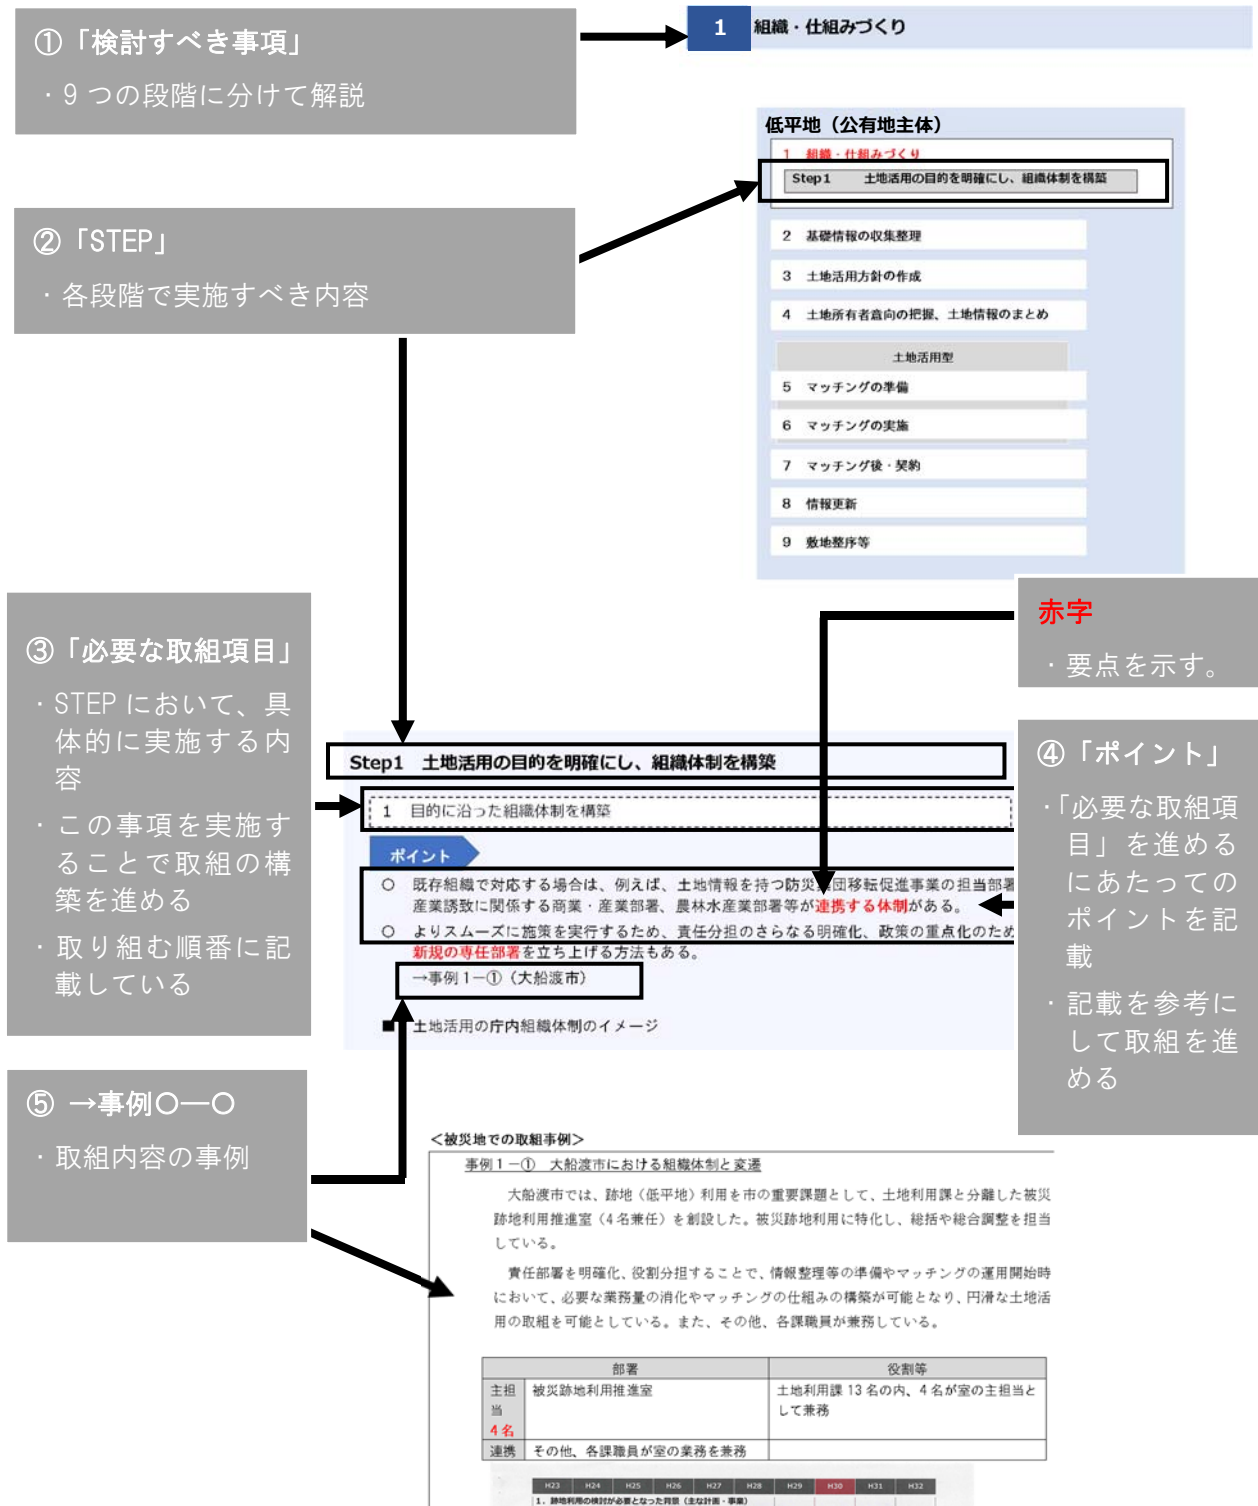 ①「検討すべき事項」
・9 つの段階に分けて解説
1 組織・仕組みづくり
低平地（公有地主体）
1 組織・仕組みづくり
Step1 土地活用の目的を明確にし、組織体制を構築
②「STEP」
・各段階で実施すべき内容
2 基礎情報の収集整理
3 土地活用方針の作成
4 土地所有者意向の把握、土地情報のまとめ
土地活用型
5 マッチングの準備
6 マッチングの実施
7 マッチング後・契約
8 情報更新
9 敷地整序等
赤字
・要点を示す。
③「必要な取組項目」
・STEP において、具
体的に実施する内
容
・この事項を実施す
ることで取組の構
築を進める
・取り組む順番に記
載している
Step1 土地活用の目的を明確にし、組織体制を構築
1 目的に沿った組織体制を構築
ポイント
○ 既存組織で対応する場合は、例えば、土地情報を持つ防災集団移転促進事業の担当部署
産業誘致に関係する商業・産業部署、農林水産業部署等が連携する体制がある。
○ よりスムーズに施策を実行するため、責任分担のさらなる明確化、政策の重点化のため
新規の専任部署を立ち上げる方法もある。
→事例１－①（大船渡市）
■ 土地活用の庁内組織体制のイメージ
④「ポイント」
・「必要な取組項
目」を進める
にあたっての
ポイントを記
載
・記載を参考に
して取組を進
める
⑤ →事例〇―〇
・取組内容の事例
＜被災地での取組事例＞
事例１－① 大船渡市における組織体制と変遷
大船渡市では、跡地（低平地）利用を市の重要課題として、土地利用課と分離した被災
跡地利用推進室（4 名兼任）を創設した。被災跡地利用に特化し、総括や総合調整を担当
している。
責任部署を明確化、役割分担することで、情報整理等の準備やマッチングの運用開始時
において、必要な業務量の消化やマッチングの仕組みの構築が可能となり、円滑な土地活
用の取組を可能としている。また、その他、各課職員が兼務している。
部署 役割等
主担 被災跡地利用推進室 土地利用課 13 名の内、4 名が室の主担当と
当 して兼務
4 名
連携 その他、各課職員が室の業務を兼務
H23 H24 H25 H26 H27 H28 H29 H30 H31 H32
1．跡地利用の検討が必要となった背景（主な計画・事業）